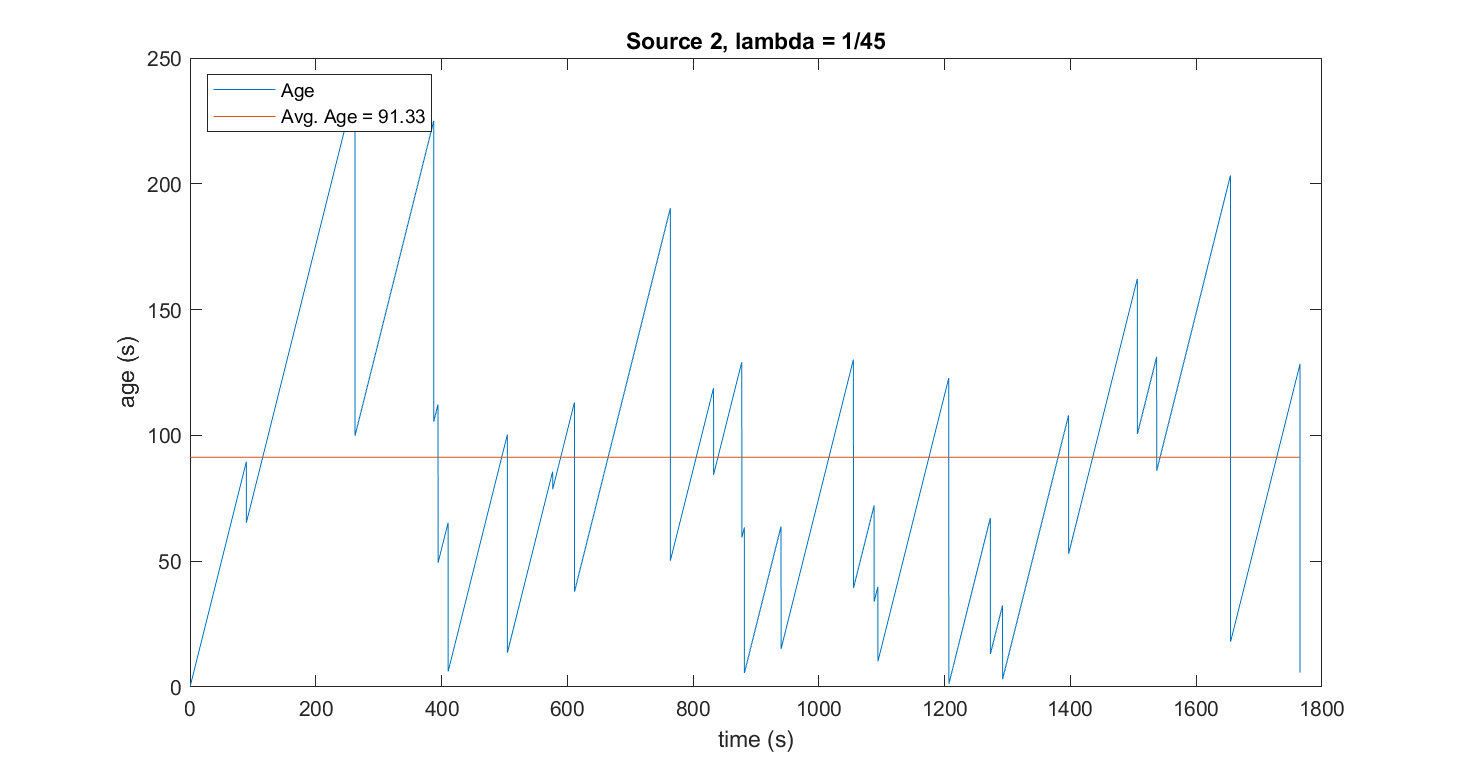 Source 2, lambda = 1/45
250
200
150
100
50
0
age (s)
Age
Avg. Age = 91.33
0 200 400 600 800 1000 1200 1400 1600 1800
time (s)